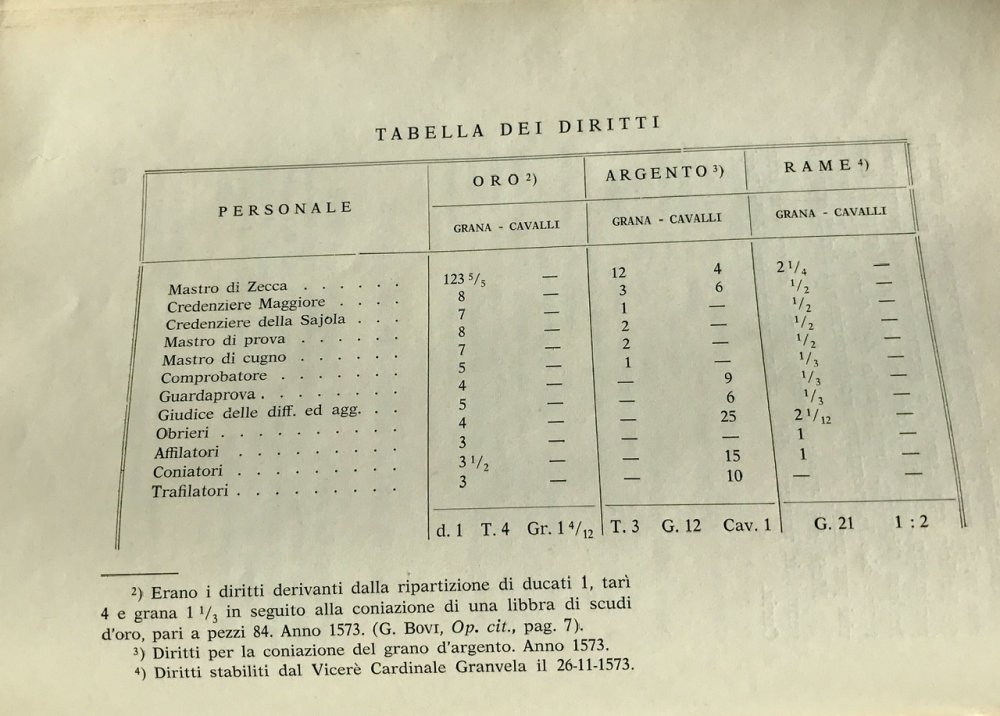 TABELLA DEI DIRITTI
PERSONALE ORO ²) ARGENTO ³) RAME ⁴)
GRANA - CAVALLI GRANA - CAVALLI GRANA - CAVALLI
Mastro di Zecca . . . . . . 123 5/5 — 12 4 2 1/4 —
Credenziere Maggiore . . . . 8 — 3 6 1/2 —
Credenziere della Sajola . . . 7 — 1 — 1/2 —
Mastro di prova . . . . . . 8 — 2 — 1/2 —
Mastro di cugno . . . . . . 7 — 2 — 1/2 —
Comprobatore . . . . . . . 5 — 1 — 1/3 —
Guardaprova . . . . . . . . 4 — — 9 1/3 —
Giudice delle diff. ed agg. . . 5 — — 6 1/3 —
Obrieri . . . . . . . . . . 4 — — 25 2 1/12 —
Affilatori . . . . . . . . . 3 — — — 1 —
Coniatori . . . . . . . . . 3 1/2 — — 15 1 —
Trafilatori . . . . . . . . . 3 — — 10 — —
d. 1 T. 4 Gr. 1 4/12 T. 3 G. 12 Cav. 1 G. 21 1 : 2
²) Erano i diritti derivanti dalla ripartizione di ducati 1, tarì
4 e grana 1 1/3 in seguito alla coniazione di una libbra di scudi
d'oro, pari a pezzi 84. Anno 1573. (G. BOVI, Op. cit., pag. 7).
³) Diritti per la coniazione del grano d'argento. Anno 1573.
⁴) Diritti stabiliti dal Vicerè Cardinale Granvela il 26-11-1573.